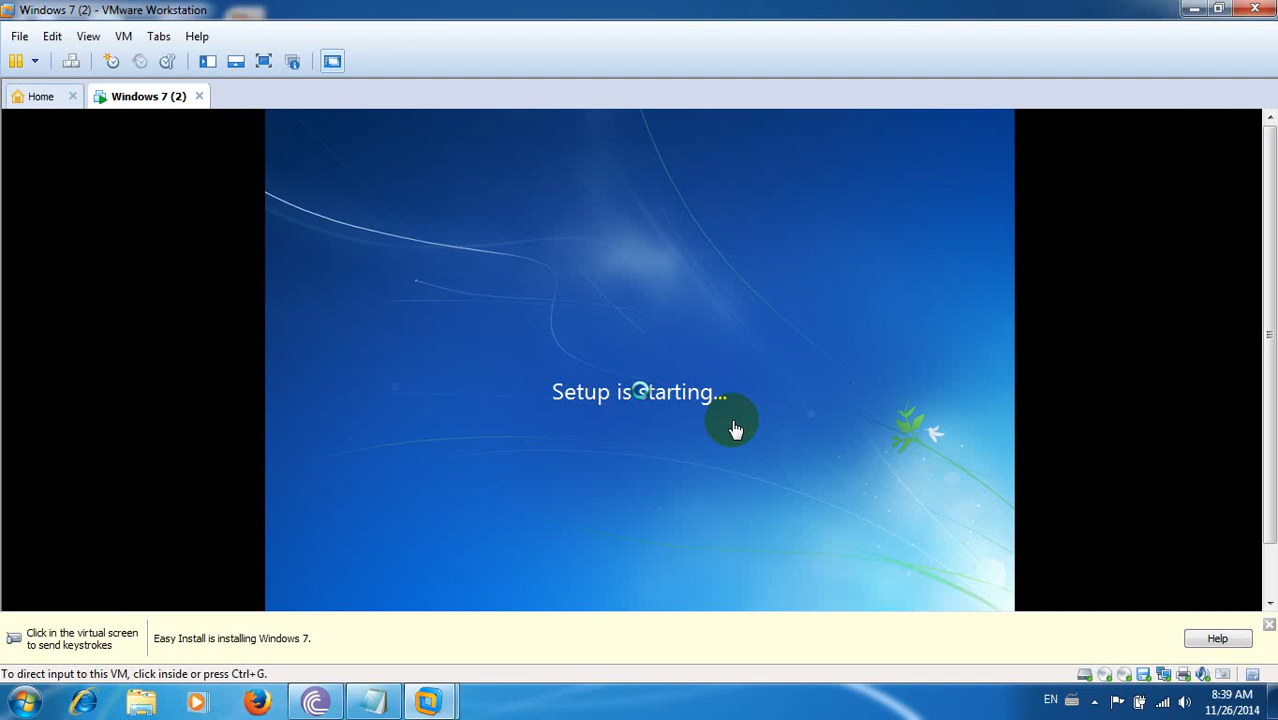 Windows 7 (2) - VMware Workstation
File Edit View VM Tabs Help
Home Windows 7 (2)
Setup is starting...
Click in the virtual screen
to send keystrokes
Easy Install is installing Windows 7.
Help
To direct input to this VM, click inside or press Ctrl+G.
EN
8:39 AM
11/26/2014